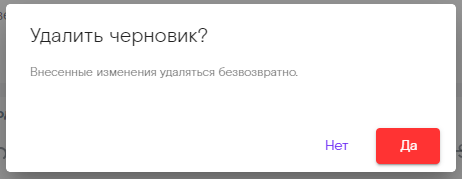 Удалить черновик?
Внесенные изменения удаляться безвозвратно.
Нет
Да